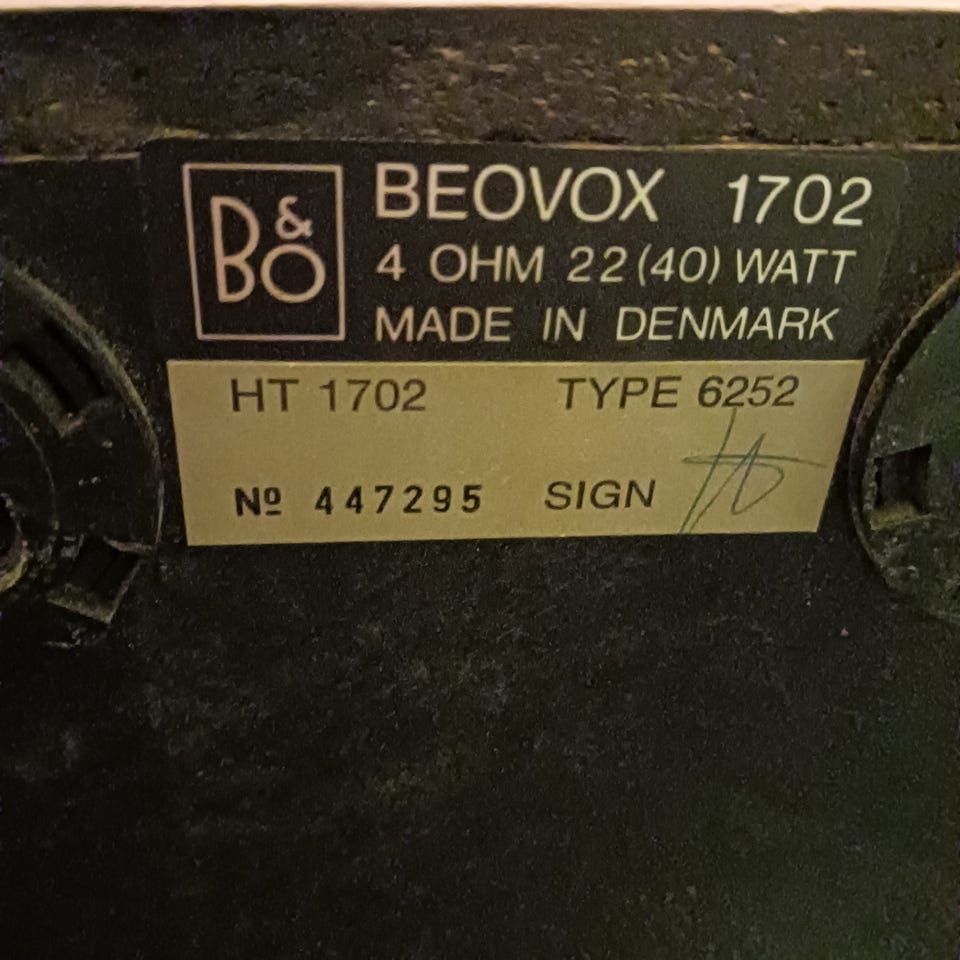 B&O
BEOVOX 1702
4 OHM 22 (40) WATT
MADE IN DENMARK
HT 1702 TYPE 6252
Nº 447295 SIGN